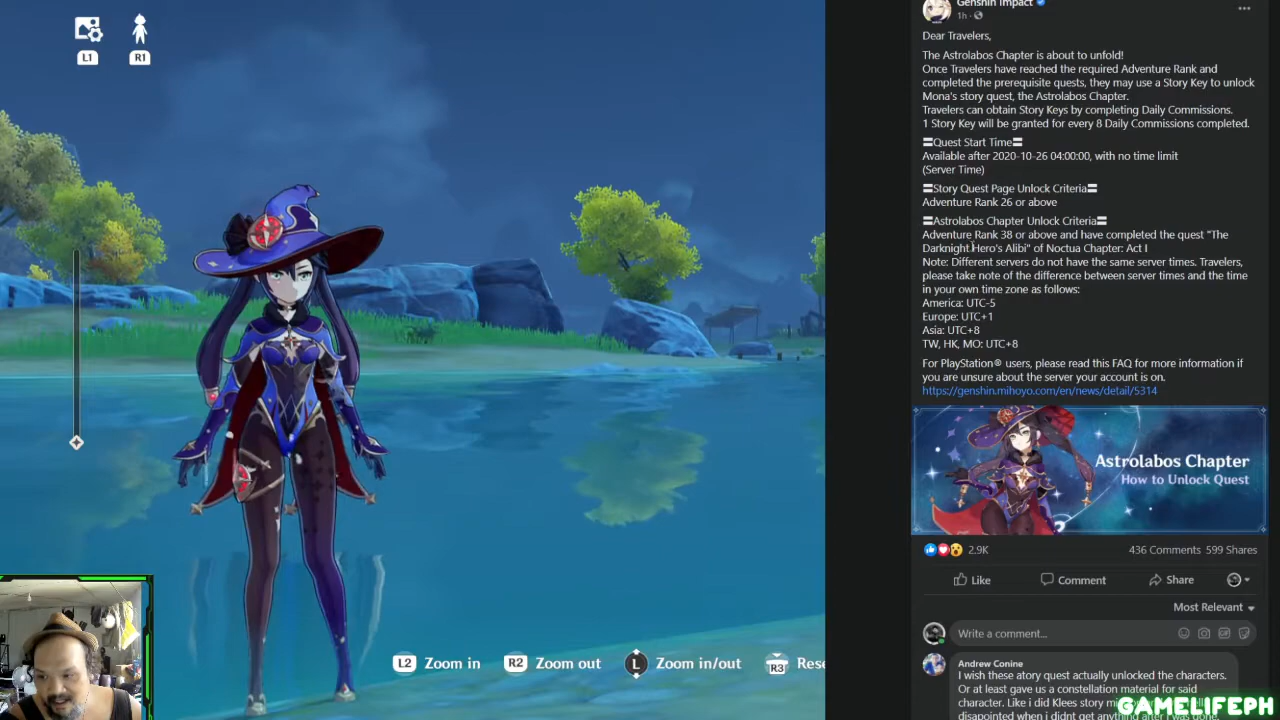 L1
R1
L2 Zoom in
R2 Zoom out
L Zoom in/out
R3 Rese
Genshin Impact
1h
Dear Travelers,
The Astrolabos Chapter is about to unfold!
Once Travelers have reached the required Adventure Rank and
completed the prerequisite quests, they may use a Story Key to unlock
Mona's story quest, the Astrolabos Chapter.
Travelers can obtain Story Keys by completing Daily Commissions.
1 Story Key will be granted for every 8 Daily Commissions completed.
〓Quest Start Time〓
Available after 2020-10-26 04:00:00, with no time limit
(Server Time)
〓Story Quest Page Unlock Criteria〓
Adventure Rank 26 or above
〓Astrolabos Chapter Unlock Criteria〓
Adventure Rank 38 or above and have completed the quest "The
Darknight Hero's Alibi" of Noctua Chapter: Act I
Note: Different servers do not have the same server times. Travelers,
please take note of the difference between server times and the time
in your own time zone as follows:
America: UTC-5
Europe: UTC+1
Asia: UTC+8
TW, HK, MO: UTC+8
For PlayStation® users, please read this FAQ for more information if
you are unsure about the server your account is on.
https://genshin.mihoyo.com/en/news/detail/5314
Astrolabos Chapter
How to Unlock Quest
2.9K
436 Comments 599 Shares
Like
Comment
Share
Most Relevant
Write a comment...
Andrew Conine
I wish these atory quest actually unlocked the characters.
Or at least gave us a constellation material for said
character. Like i did Klees story
disappointed when i didnt get anything
GAMELIFEPH